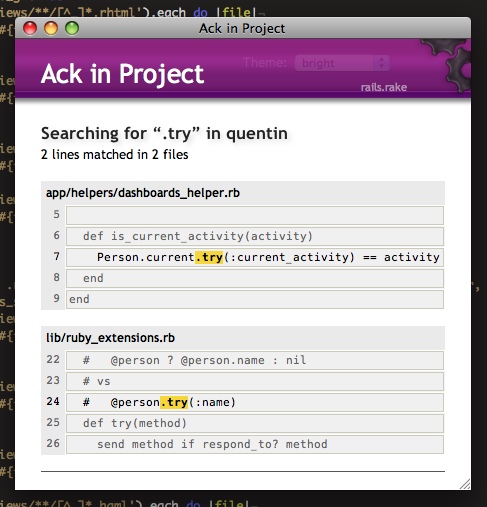 iews/**/[^_]*.rhtml').each do |file|¬
Ack in Project
Theme: bright
Ack in Project
rails.rake
Searching for “.try” in quentin
2 lines matched in 2 files
app/helpers/dashboards_helper.rb
5
6 def is_current_activity(activity)
7 Person.current.try(:current_activity) == activity
8 end
9 end
lib/ruby_extensions.rb
22 # @person ? @person.name : nil
23 # vs
24 # @person.try(:name)
25 def try(method)
26 send method if respond_to? method
iews/**/[^_]*.haml').each do |file|¬